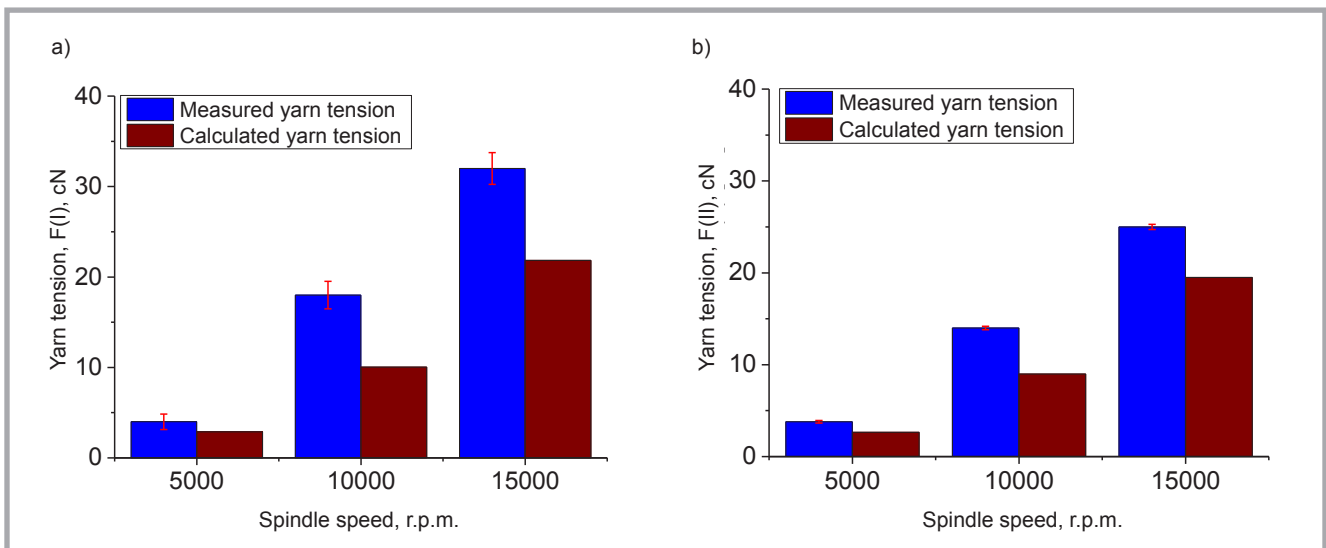 a)
Measured yarn tension
Calculated yarn tension
Yarn tension, F(I), cN
40
30
20
10
0
5000 10000 15000
Spindle speed, r.p.m.
b)
Measured yarn tension
Calculated yarn tension
Yarn tension, F(II), cN
40
30
20
10
0
5000 10000 15000
Spindle speed, r.p.m.